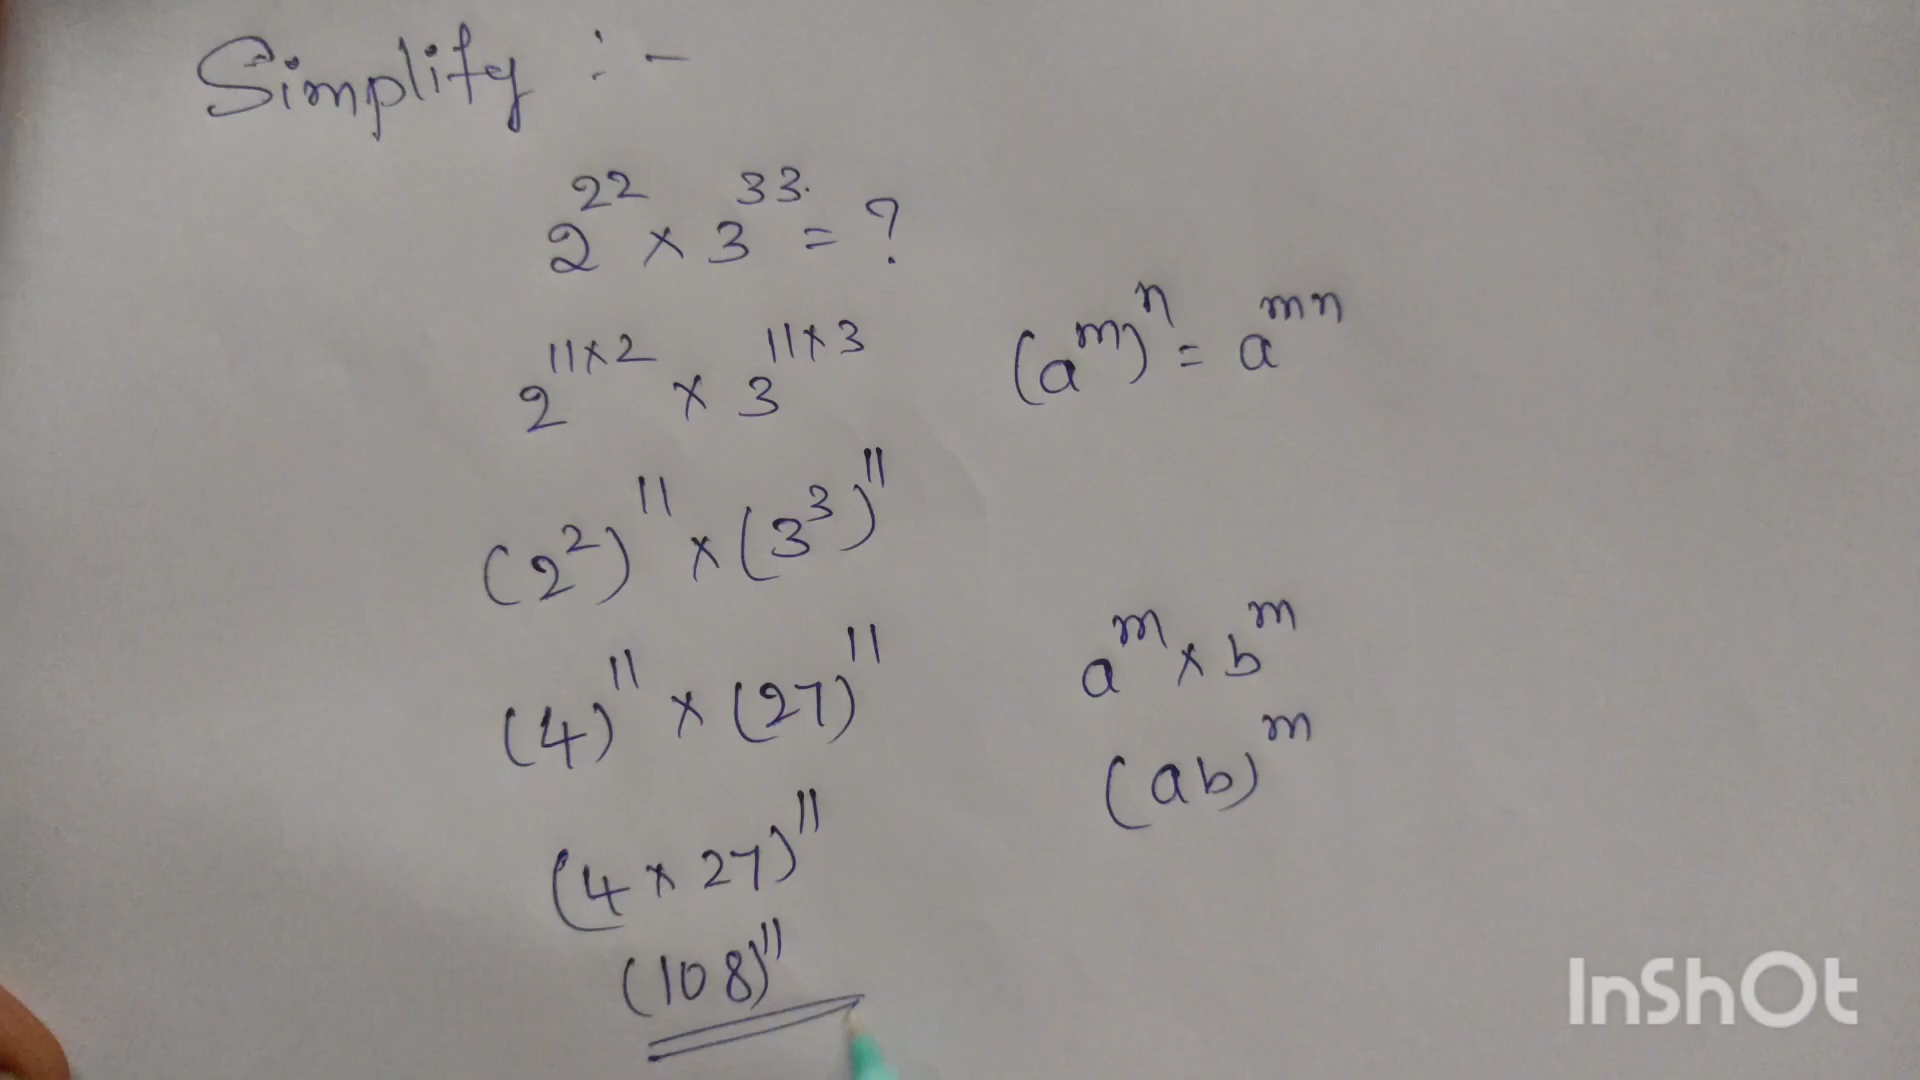 Simplify :-
2^22 × 3^33 = ?
2^11×2 × 3^11×3
(a^m)^n = a^mn
(2^2)^11 × (3^3)^11
(4)^11 × (27)^11
a^m × b^m
(ab)^m
(4 × 27)^11
(108)^11
InShOt